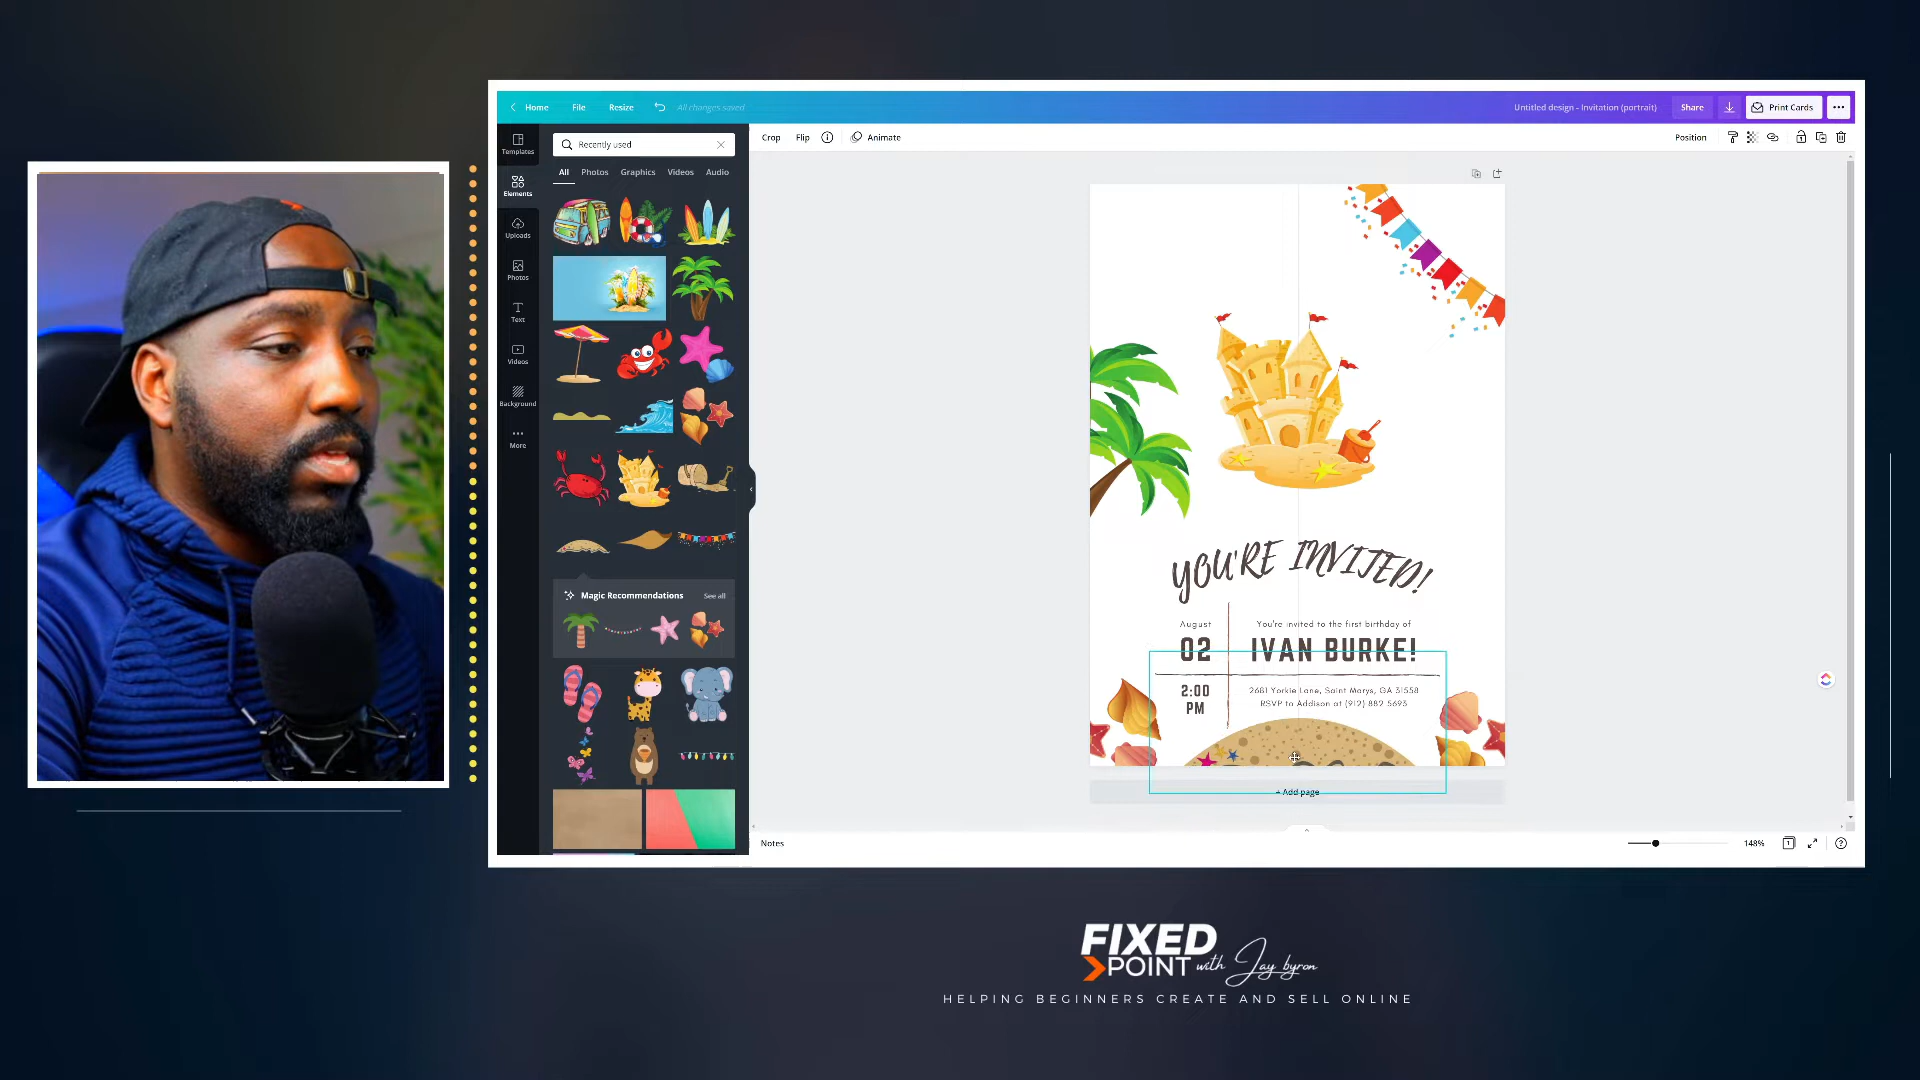 Home
File
Resize
All changes saved
Untitled design - Invitation (portrait)
Share
Print Cards
Templates
Elements
Uploads
Photos
Text
Videos
Background
More
Recently used
All
Photos
Graphics
Videos
Audio
Magic Recommendations
See all
Crop
Flip
Animate
Position
YOU'RE INVITED!
August
02
2:00
PM
You're invited to the first birthday of
IVAN BURKE!
2681 Yorkie Lane, Saint Marys, GA 31558
RSVP to Addison at (912) 882 5693
+ Add page
Notes
148%
1
FIXED
POINT with Jay byron
HELPING BEGINNERS CREATE AND SELL ONLINE